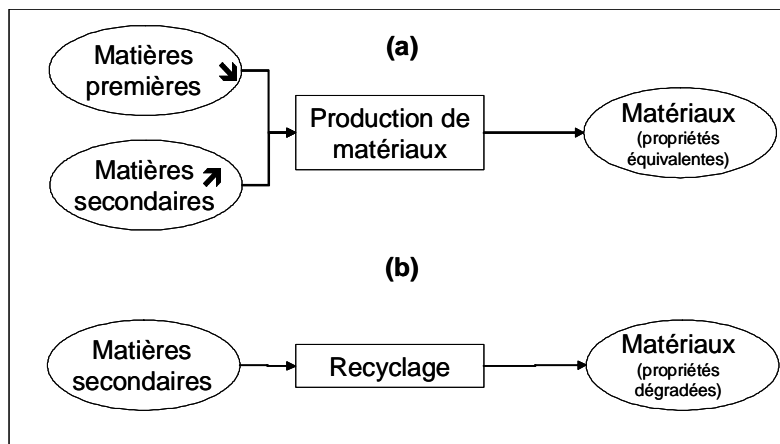 (a)
Matières
premières
Matières
secondaires
Production de
matériaux
Matériaux
(propriétés
équivalentes)
(b)
Matières
secondaires
Recyclage
Matériaux
(propriétés
dégradées)